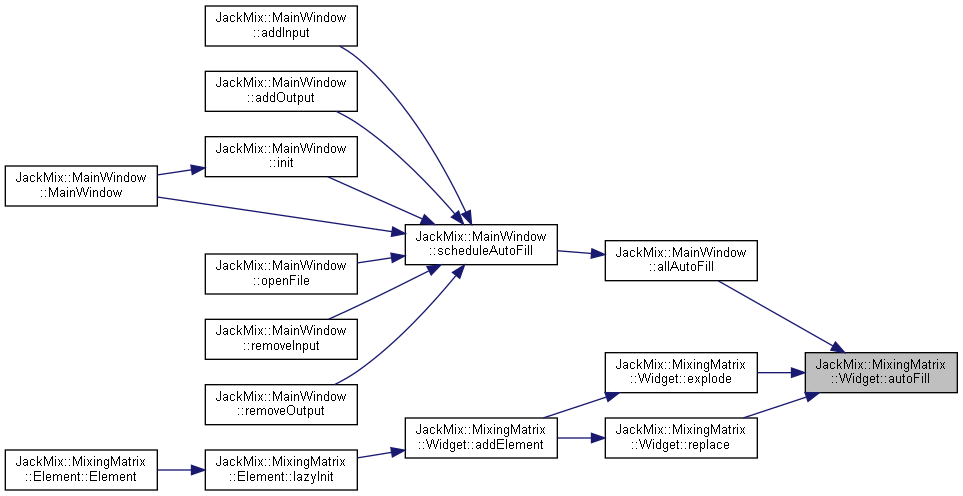 JackMix::MainWindow
::addInput
JackMix::MainWindow
::addOutput
JackMix::MainWindow
::init
JackMix::MainWindow
::MainWindow
JackMix::MainWindow
::scheduleAutoFill
JackMix::MainWindow
::allAutoFill
JackMix::MainWindow
::openFile
JackMix::MainWindow
::removeInput
JackMix::MixingMatrix
::Widget::explode
JackMix::MixingMatrix
::Widget::autoFill
JackMix::MainWindow
::removeOutput
JackMix::MixingMatrix
::Widget::addElement
JackMix::MixingMatrix
::Widget::replace
JackMix::MixingMatrix
::Element::Element
JackMix::MixingMatrix
::Element::lazyInit